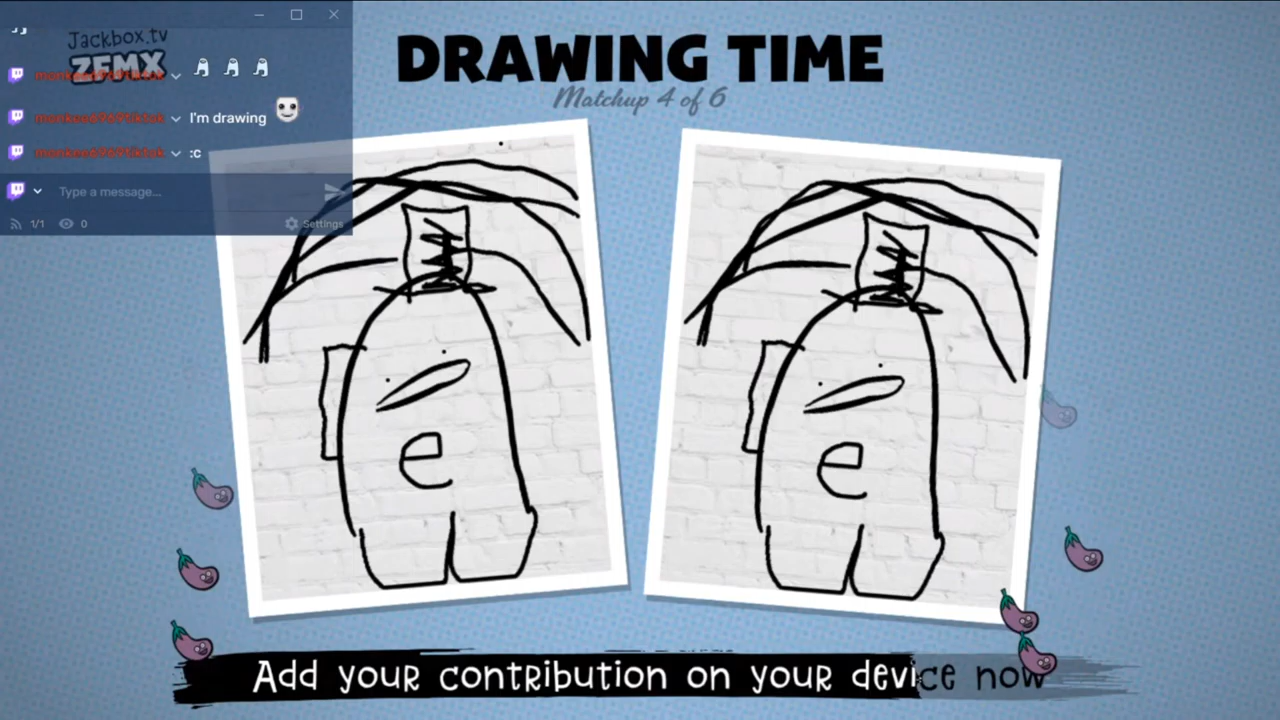 Jackbox.tv
ZFMX
DRAWING TIME
Matchup 4 of 6
I'm drawing
:c
Type a message...
1/1 0
Settings
e
e
Add your contribution on your device now